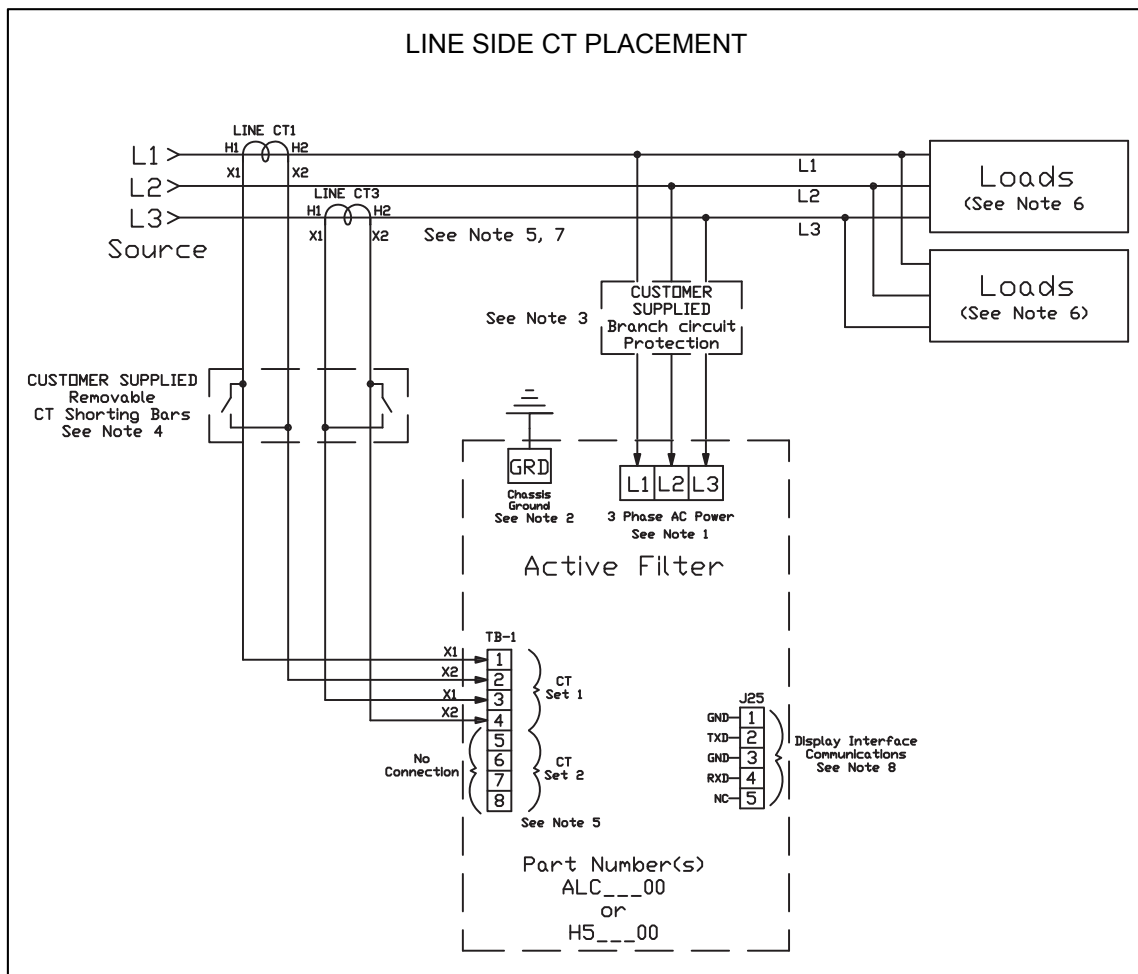 LINE SIDE CT PLACEMENT
LINE CT1
H1 H2
L1
X1 X2
L1
L2
LINE CT3
L2
H1 H2
L3
X1 X2
See Note 5, 7
L3
Source
Loads
(See Note 6
Loads
(See Note 6)
CUSTOMER
SUPPLIED
Branch circuit
Protection
See Note 3
CUSTOMER SUPPLIED
Removable
CT Shorting Bars
See Note 4
GRD
Chassis
Ground
See Note 2
L1 L2 L3
3 Phase AC Power
See Note 1
Active Filter
TB-1
X1 1
X2 2
X1 3
X2 4
5
6
7
8
CT
Set 1
No
Connection
CT
Set 2
See Note 5
J25
GND 1
TXD 2
GND 3
RXD 4
NC 5
Display Interface
Communications
See Note 8
Part Number(s)
ALC___00
or
H5___00